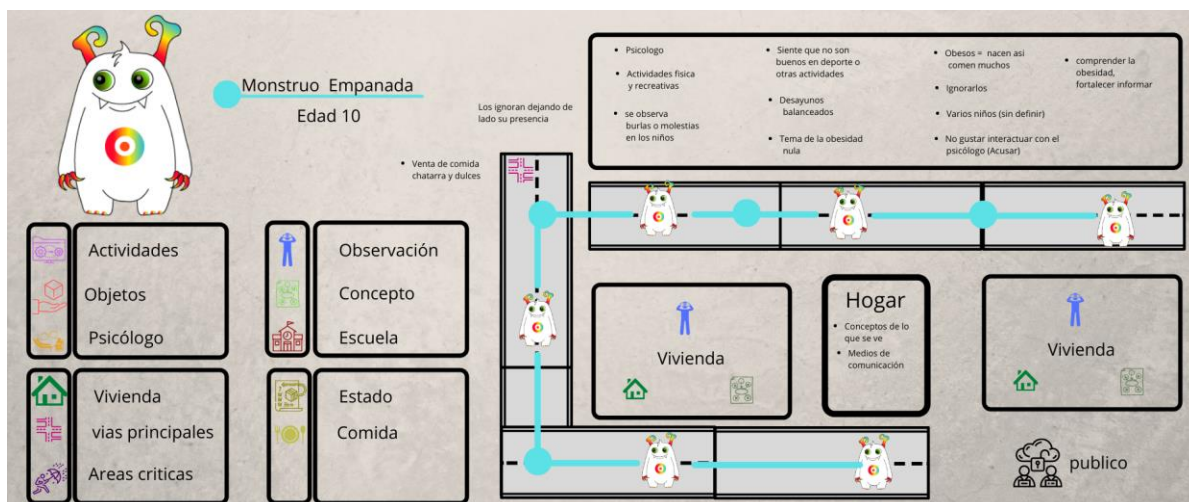 Monstruo Empanada
Edad 10
Los ignoran dejando de
lado su presencia
Venta de comida
chatarra y dulces
Psicologo
Actividades fisica
y recreativas
se observa
burlas o molestias
en los niños
Siente que no son
buenos en deporte o
otras actividades
Desayunos
balanceados
Tema de la obesidad
nula
Obesos = nacen asi
comen muchos
Ignorarlos
Varios niños (sin definir)
No gustar interactuar con el
psicólogo (Acusar)
comprender la
obesidad,
fortalecer informar
Actividades
Objetos
Psicólogo
Observación
Concepto
Escuela
Vivienda
vias principales
Areas criticas
Estado
Comida
Vivienda
Hogar
Conceptos de lo
que se ve
Medios de
comunicación
Vivienda
publico